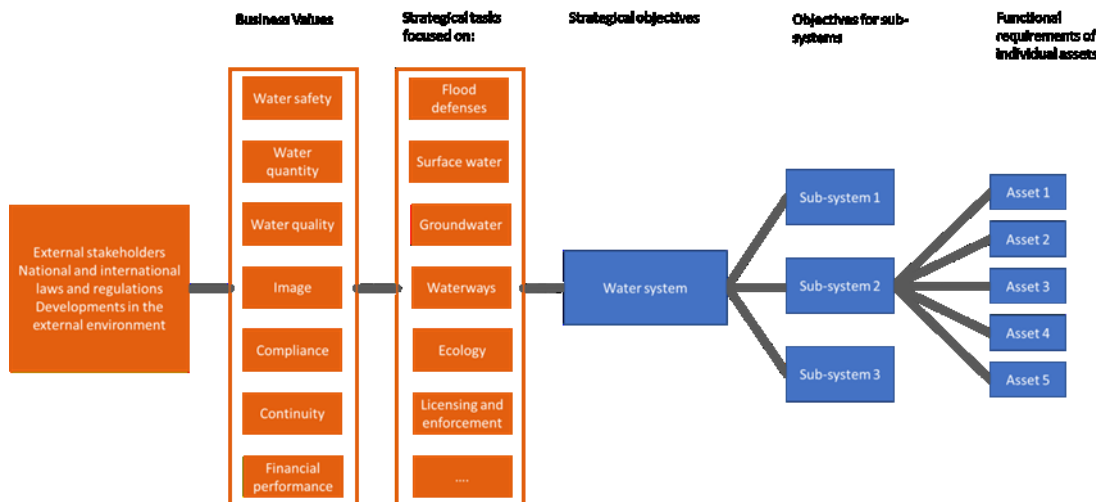 Business Values
Strategical tasks
focused on:
Strategical objectives
Objectives for sub-
systems
Functional
requirements of
individual assets
External stakeholders
National and international
laws and regulations
Developments in the
external environment
Water safety
Water
quantity
Water quality
Image
Compliance
Continuity
Financial
performance
Flood
defenses
Surface water
Groundwater
Waterways
Ecology
Licensing and
enforcement
....
Water system
Sub-system 1
Sub-system 2
Sub-system 3
Asset 1
Asset 2
Asset 3
Asset 4
Asset 5